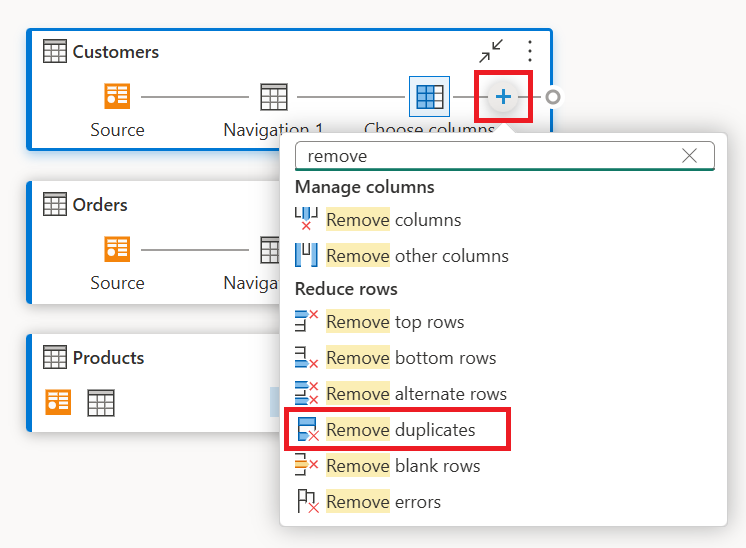 Customers
Source
Navigation 1
Choose columns
remove
Manage columns
Remove columns
Remove other columns
Reduce rows
Remove top rows
Remove bottom rows
Remove alternate rows
Remove duplicates
Remove blank rows
Remove errors
Orders
Source
Naviga
Products